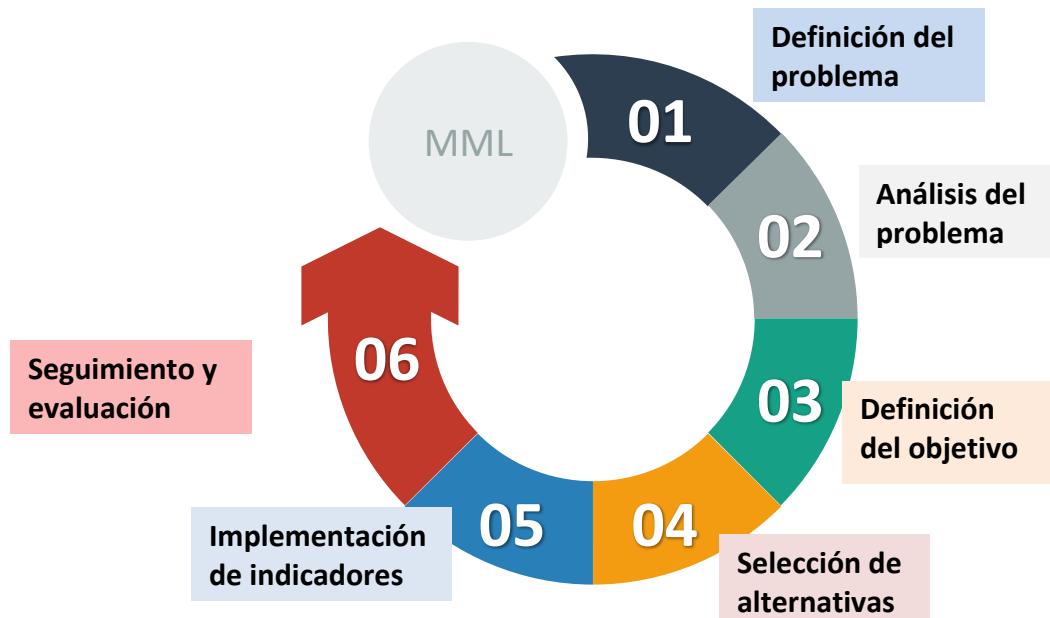 MML
01
Definición del
problema
02
Análisis del
problema
03
Definición
del objetivo
04
Selección de
alternativas
05
Implementación
de indicadores
06
Seguimiento y
evaluación